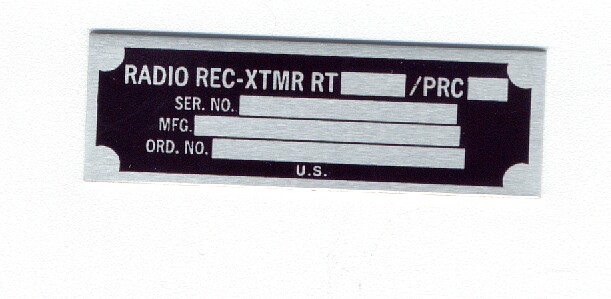 RADIO REC-XTMR RT /PRC
SER. NO.
MFG.
ORD. NO.
U.S.